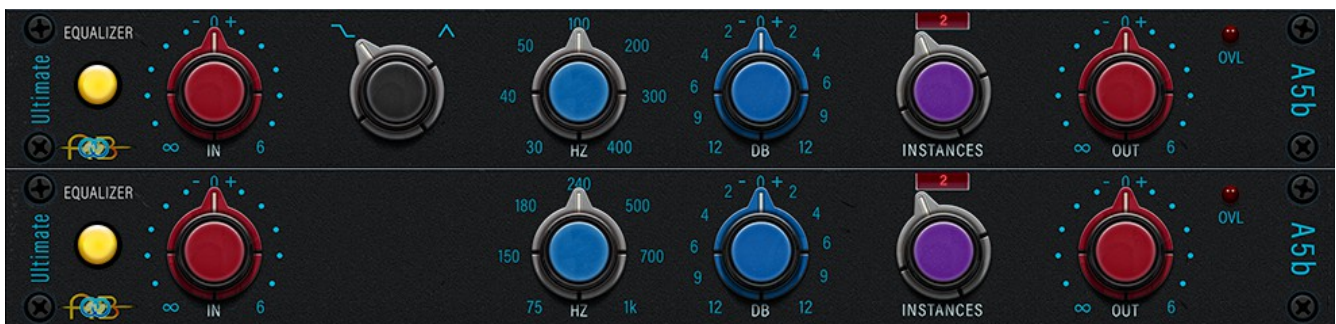 EQUALIZER
Ultimate
- 0 +
∞ IN 6
30 40 50 100 200 300 400
HZ
12 9 6 4 2 - 0 + 2 4 6 9 12
DB
2
INSTANCES
- 0 +
∞ OUT 6
OVL
A5b
EQUALIZER
Ultimate
- 0 +
∞ IN 6
75 150 180 240 500 700 1k
HZ
12 9 6 4 2 - 0 + 2 4 6 9 12
DB
2
INSTANCES
- 0 +
∞ OUT 6
OVL
A5b